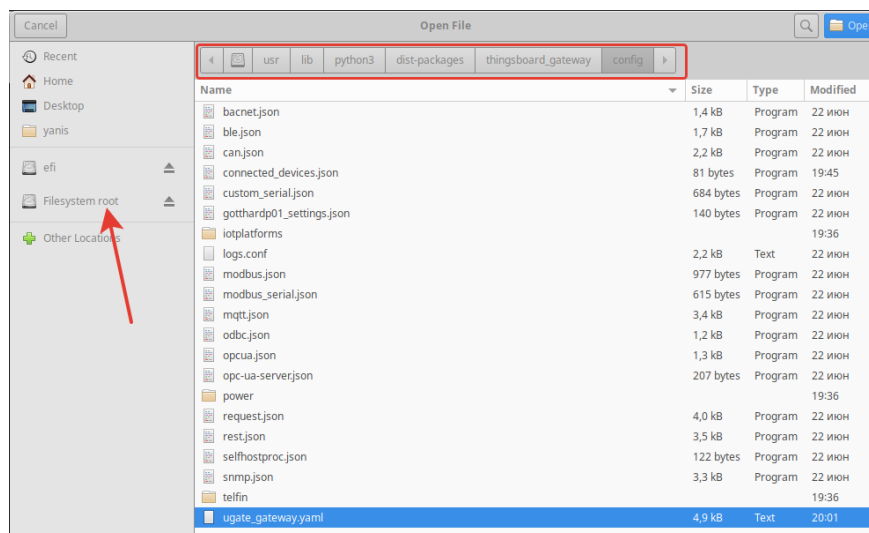 Cancel Open File Ope
Recent
Home
Desktop
yanis
efi
Filesystem root
Other Locations
usr lib python3 dist-packages thingsboard_gateway config
Name Size Type Modified
bacnet.json 1,4 kB Program 22 июн
ble.json 1,7 kB Program 22 июн
can.json 2,2 kB Program 22 июн
connected_devices.json 81 bytes Program 19:45
custom_serial.json 684 bytes Program 22 июн
gotthardp01_settings.json 140 bytes Program 22 июн
iotplatforms 19:36
logs.conf 2,2 kB Text 22 июн
modbus.json 977 bytes Program 22 июн
modbus_serial.json 615 bytes Program 22 июн
mqtt.json 3,4 kB Program 22 июн
odbc.json 1,2 kB Program 22 июн
opcua.json 1,3 kB Program 22 июн
opc-ua-server.json 207 bytes Program 22 июн
power 19:36
request.json 4,0 kB Program 22 июн
rest.json 3,5 kB Program 22 июн
selfhostproc.json 122 bytes Program 22 июн
snmp.json 3,3 kB Program 22 июн
telfin 19:36
ugate_gateway.yaml 4,9 kB Text 20:01